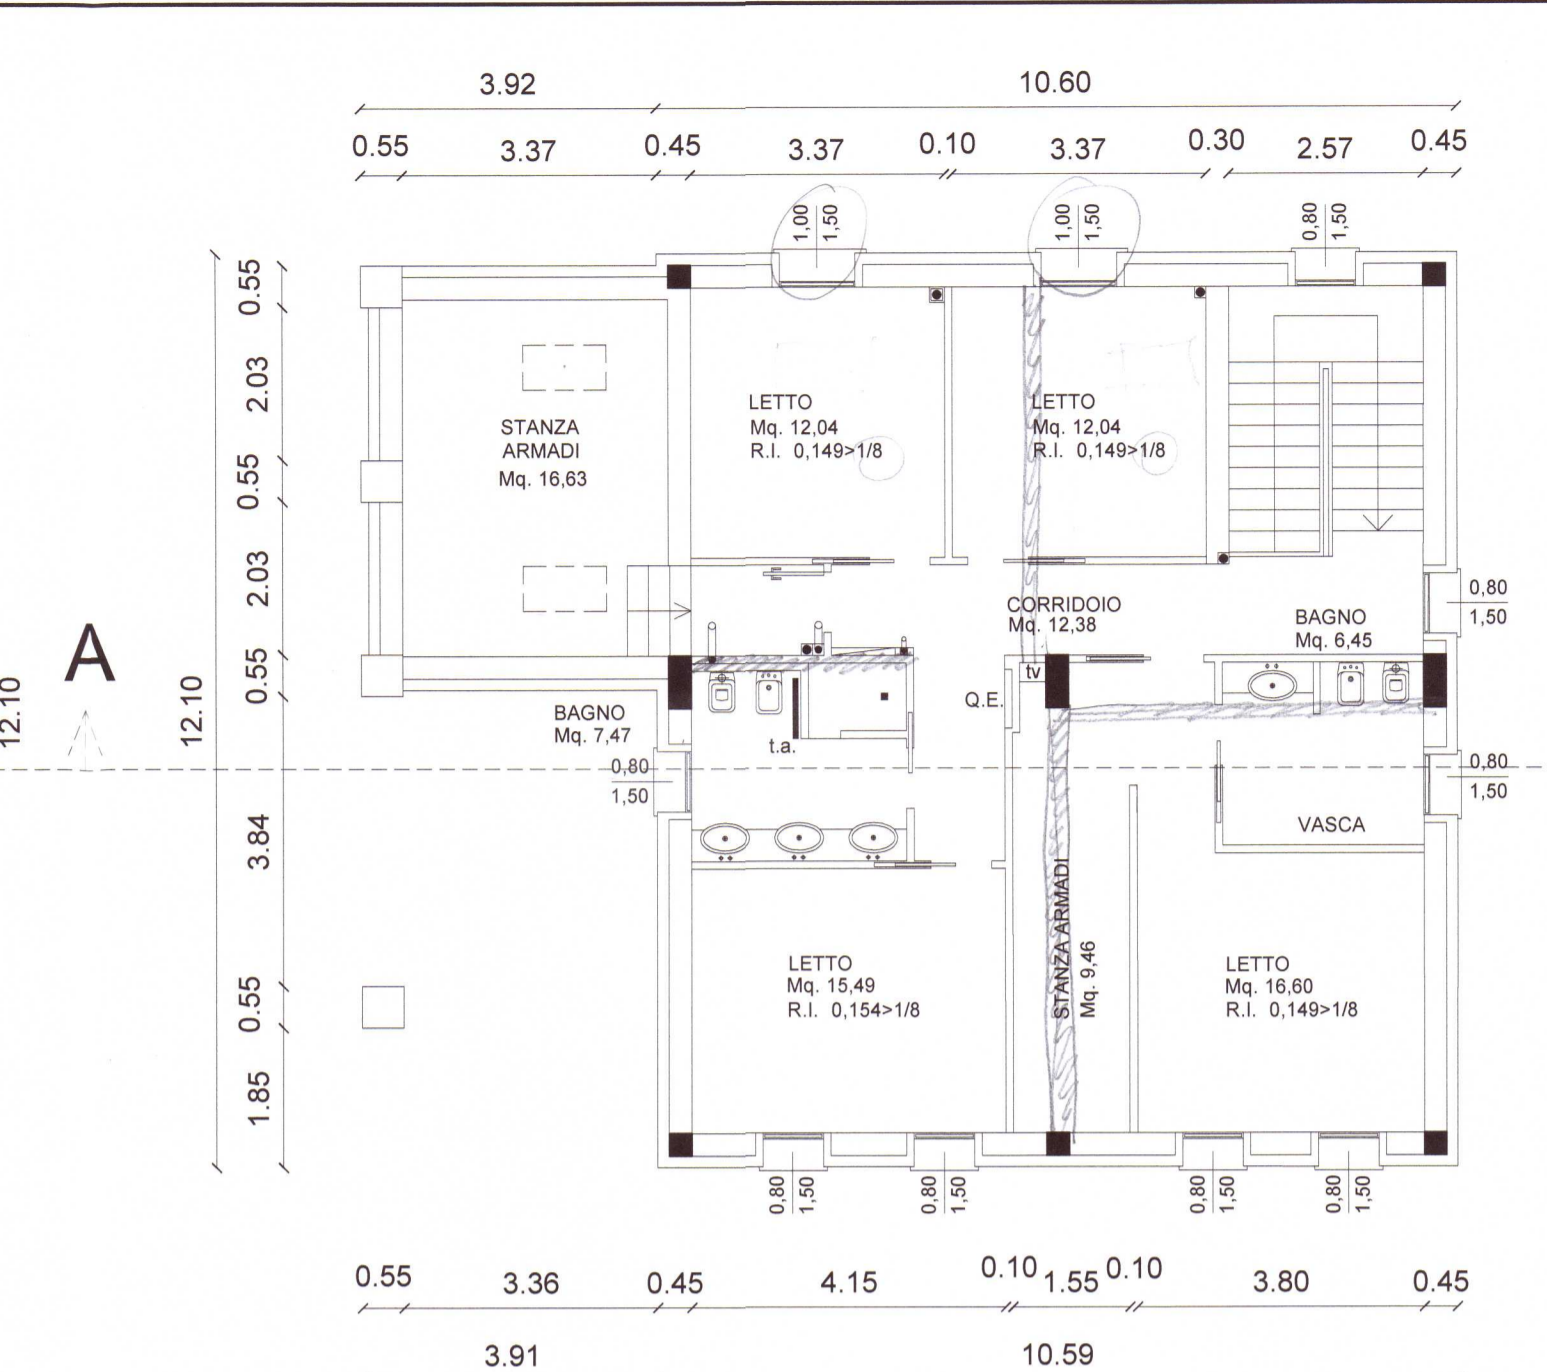 3.92 10.60
0.55 3.37 0.45 3.37 0.10 3.37 0.30 2.57 0.45
1,00 1,50
1,00 1,50
0,80 1,50
0.55
2.03
0.55
2.03
0.55
3.84
0.55
1.85
12.10
12.10
A
STANZA
ARMADI
Mq. 16,63
LETTO
Mq. 12,04
R.I. 0,149>1/8
LETTO
Mq. 12,04
R.I. 0,149>1/8
CORRIDOIO
Mq. 12,38
BAGNO
Mq. 6,45
0,80
1,50
tv
Q.E.
BAGNO
Mq. 7,47
t.a.
0,80
1,50
0,80
1,50
VASCA
STANZA ARMADI
Mq. 9,46
LETTO
Mq. 15,49
R.I. 0,154>1/8
LETTO
Mq. 16,60
R.I. 0,149>1/8
0,80 1,50
0,80 1,50
0,80 1,50
0,80 1,50
0.55 3.36 0.45 4.15 0.10 1.55 0.10 3.80 0.45
3.91 10.59